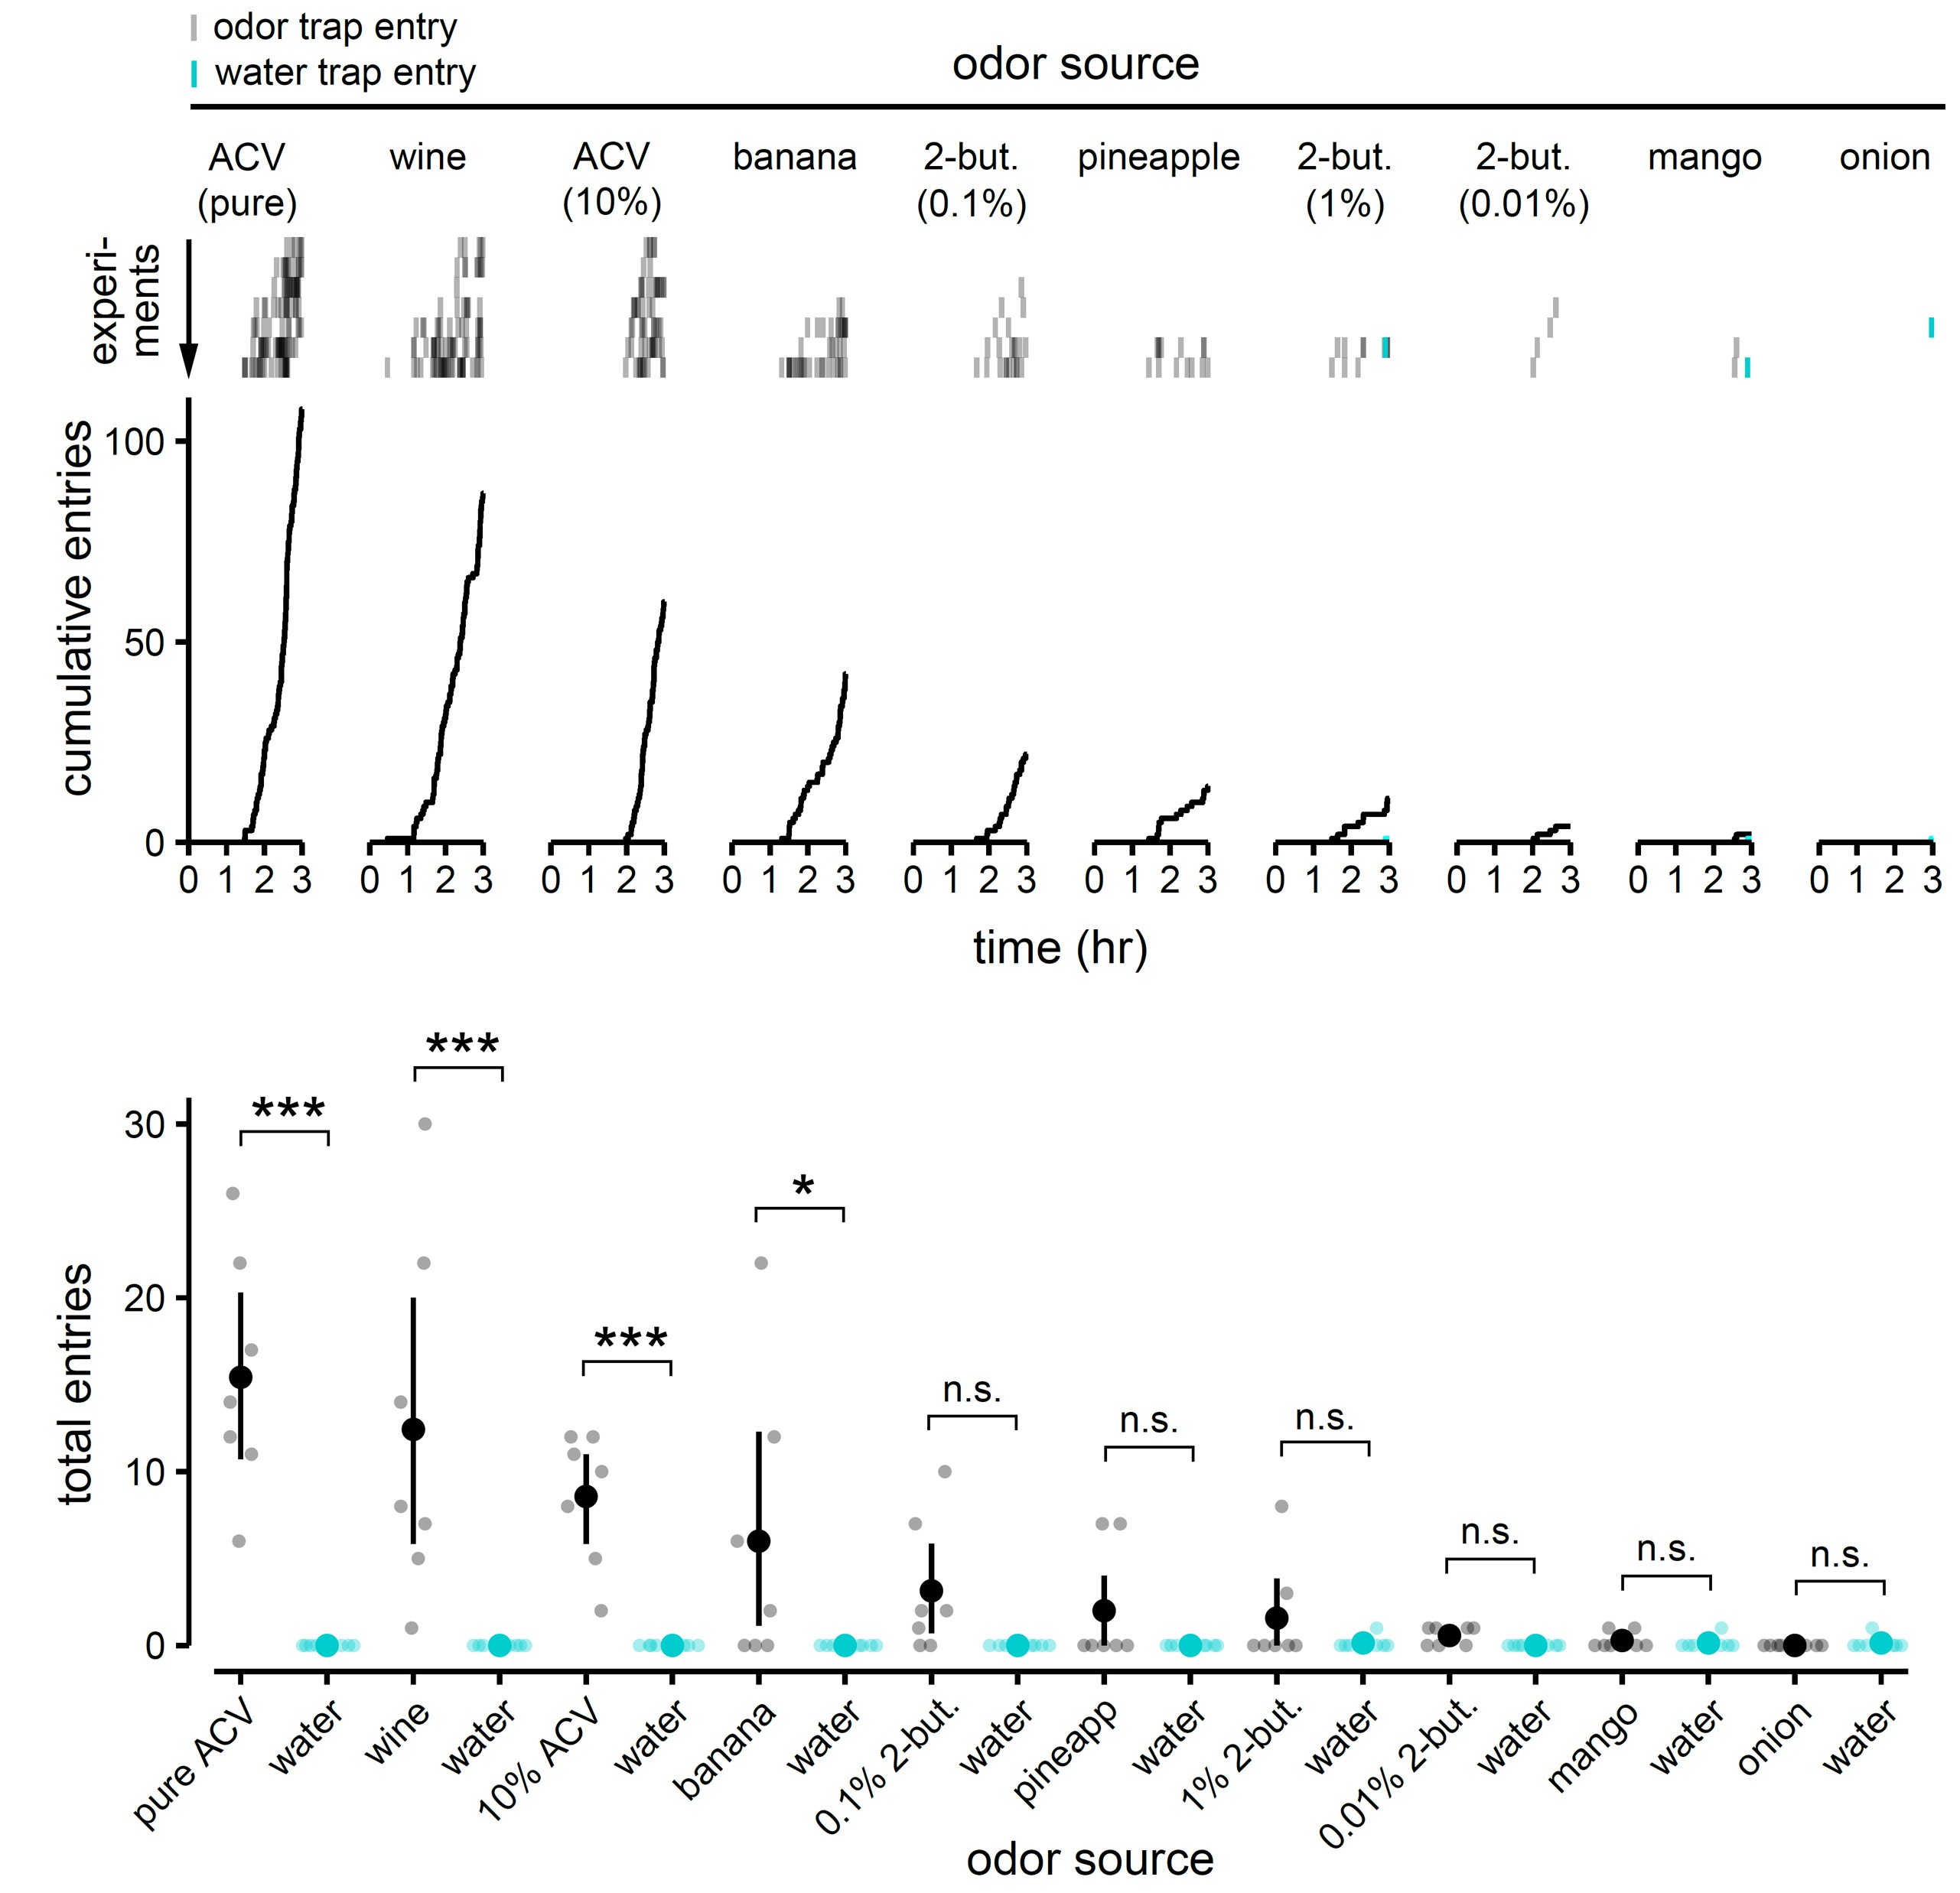 odor trap entry
water trap entry
odor source
ACV (pure)
wine
ACV (10%)
banana
2-but. (0.1%)
pineapple
2-but. (1%)
2-but. (0.01%)
mango
onion
experi-
ments
cumulative entries
100
50
0
0 1 2 3
0 1 2 3
0 1 2 3
0 1 2 3
0 1 2 3
0 1 2 3
0 1 2 3
0 1 2 3
0 1 2 3
0 1 2 3
time (hr)
total entries
30
20
10
0
***
***
***
*
n.s.
n.s.
n.s.
n.s.
n.s.
n.s.
pure ACV
water
wine
water
10% ACV
water
banana
water
0.1% 2-but.
water
pineapp
water
1% 2-but.
water
0.01% 2-but.
water
mango
water
onion
water
odor source